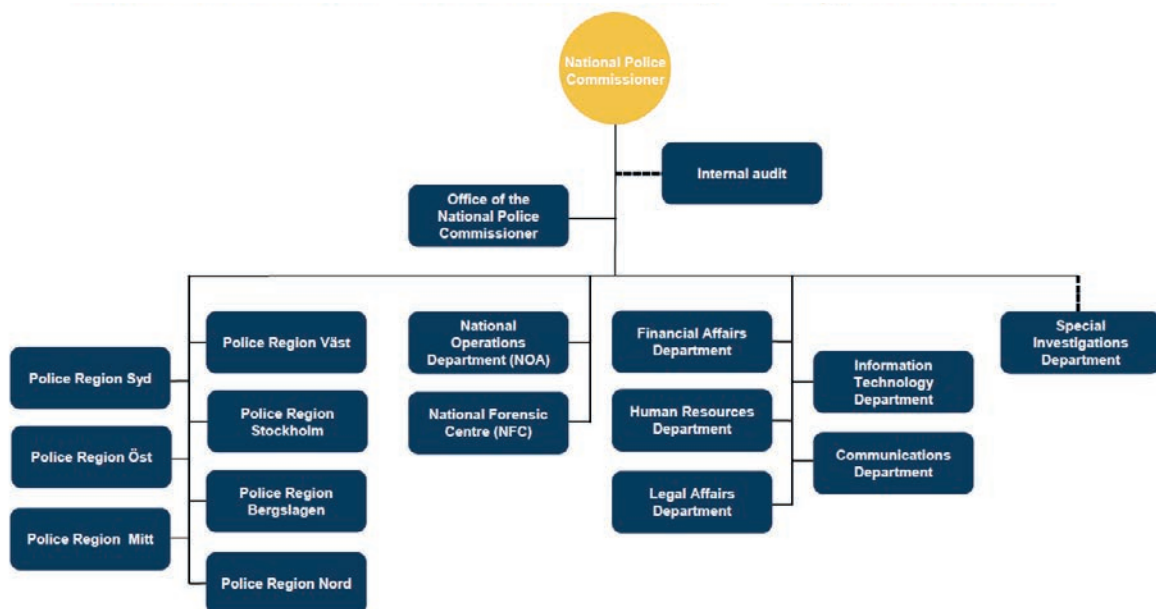 National Police
Commissioner
Internal audit
Office of the
National Police
Commissioner
Police Region Syd
Police Region Öst
Police Region Mitt
Police Region Väst
Police Region
Stockholm
Police Region
Bergslagen
Police Region Nord
National
Operations
Department (NOA)
National Forensic
Centre (NFC)
Financial Affairs
Department
Human Resources
Department
Legal Affairs
Department
Information
Technology
Department
Communications
Department
Special
Investigations
Department